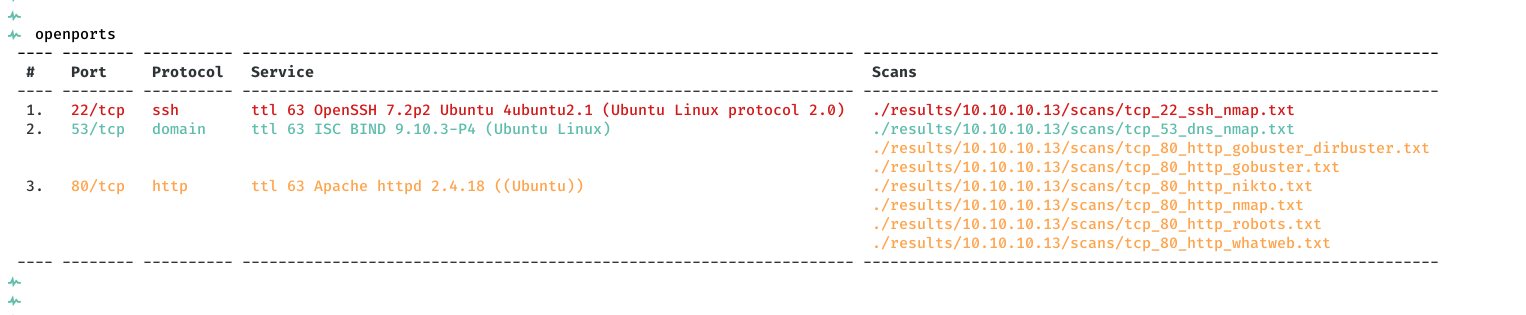 openports
---- -------- ---------- -------------------------------------------------------------------- ----------------------------------------------------------------
# Port Protocol Service Scans
---- -------- ---------- -------------------------------------------------------------------- ----------------------------------------------------------------
1. 22/tcp ssh ttl 63 OpenSSH 7.2p2 Ubuntu 4ubuntu2.1 (Ubuntu Linux protocol 2.0) ./results/10.10.10.13/scans/tcp_22_ssh_nmap.txt
2. 53/tcp domain ttl 63 ISC BIND 9.10.3-P4 (Ubuntu Linux) ./results/10.10.10.13/scans/tcp_53_dns_nmap.txt
./results/10.10.10.13/scans/tcp_80_http_gobuster_dirbuster.txt
./results/10.10.10.13/scans/tcp_80_http_gobuster.txt
3. 80/tcp http ttl 63 Apache httpd 2.4.18 ((Ubuntu)) ./results/10.10.10.13/scans/tcp_80_http_nikto.txt
./results/10.10.10.13/scans/tcp_80_http_nmap.txt
./results/10.10.10.13/scans/tcp_80_http_robots.txt
./results/10.10.10.13/scans/tcp_80_http_whatweb.txt
---- -------- ---------- -------------------------------------------------------------------- ----------------------------------------------------------------